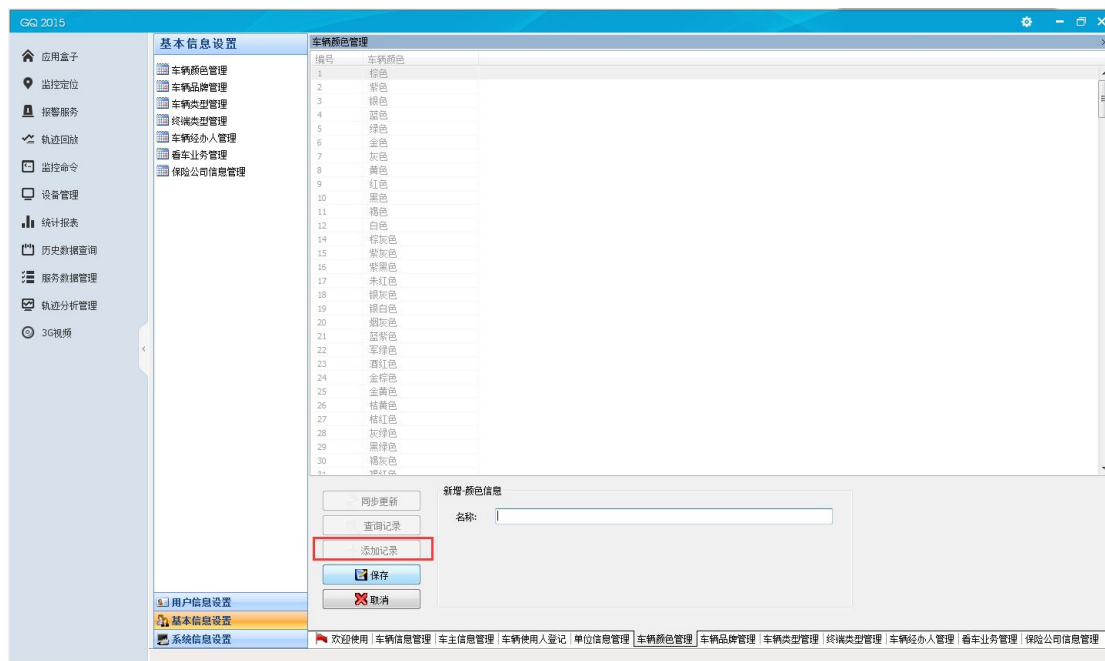 GQ 2015
应用盒子
监控定位
报警服务
轨迹回放
监控命令
设备管理
统计报表
历史数据查询
服务数据管理
轨迹分析管理
3G视频
基本信息设置
车辆颜色管理
车辆品牌管理
车辆类型管理
终端类型管理
车辆经办人管理
看车业务管理
保险公司信息管理
用户信息设置
基本信息设置
系统信息设置
车辆颜色管理
编号 车辆颜色
1 棕色
2 紫色
3 银色
4 蓝色
5 绿色
6 金色
7 灰色
8 黄色
9 红色
10 黑色
11 褐色
12 白色
14 棕灰色
15 紫灰色
16 紫黑色
17 朱红色
18 银灰色
19 银白色
20 烟灰色
21 蓝紫色
22 军绿色
23 酒红色
24 金棕色
25 金黄色
26 桔黄色
27 桔红色
28 灰绿色
29 黑绿色
30 褐灰色
31 褐红色
同步更新
查询记录
添加记录
保存
取消
新增-颜色信息
名称:
欢迎使用 车辆信息管理 车主信息管理 车辆使用人登记 单位信息管理 车辆颜色管理 车辆品牌管理 车辆类型管理 终端类型管理 车辆经办人管理 看车业务管理 保险公司信息管理